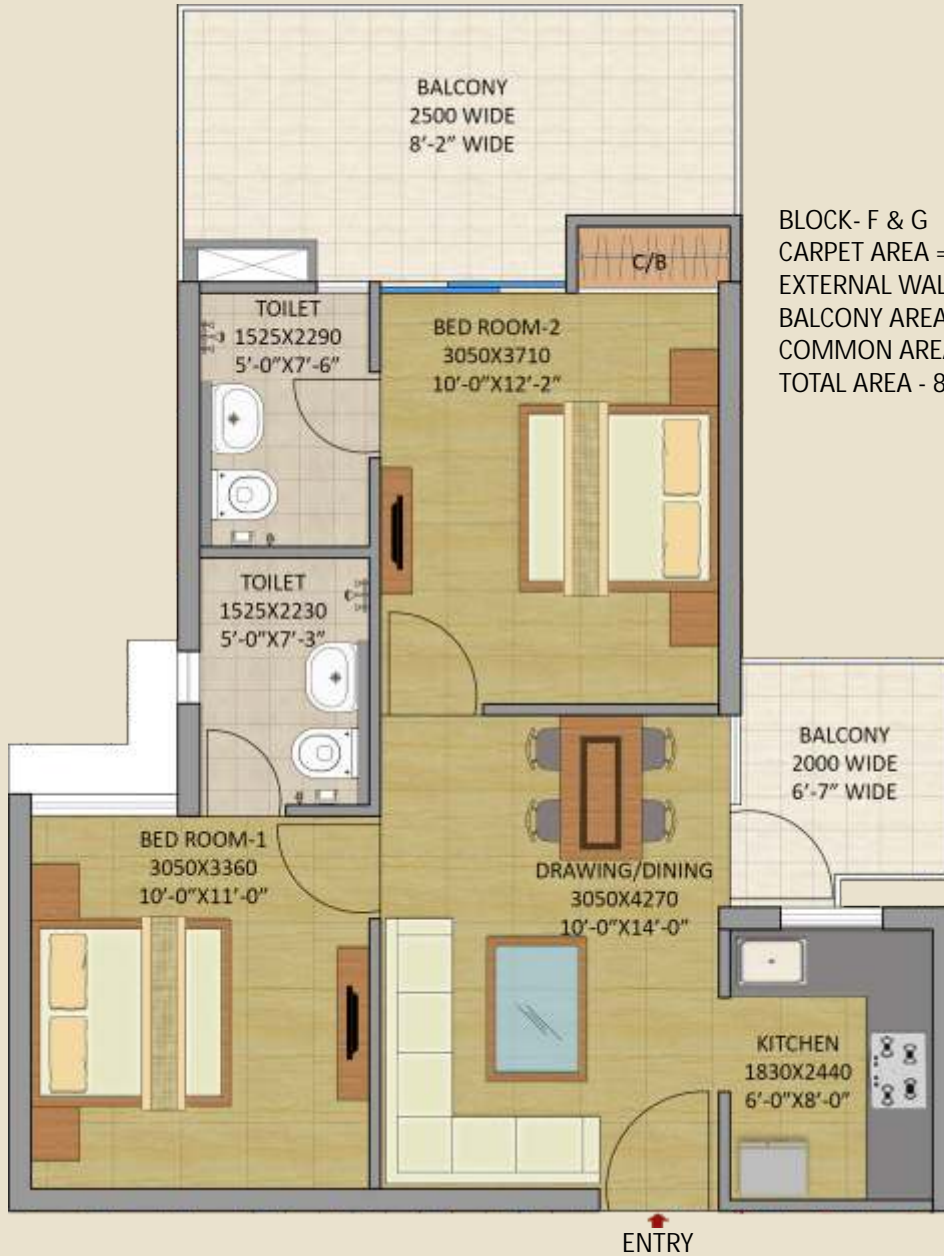 BALCONY
2500 WIDE
8'-2" WIDE
BLOCK- F & G
CARPET AREA =
EXTERNAL WAL
BALCONY AREA
COMMON AREA
TOTAL AREA - 8
C/B
TOILET
1525X2290
5'-0"X7'-6"
BED ROOM-2
3050X3710
10'-0"X12'-2"
TOILET
1525X2230
5'-0"X7'-3"
BALCONY
2000 WIDE
6'-7" WIDE
BED ROOM-1
3050X3360
10'-0"X11'-0"
DRAWING/DINING
3050X4270
10'-0"X14'-0"
KITCHEN
1830X2440
6'-0"X8'-0"
ENTRY